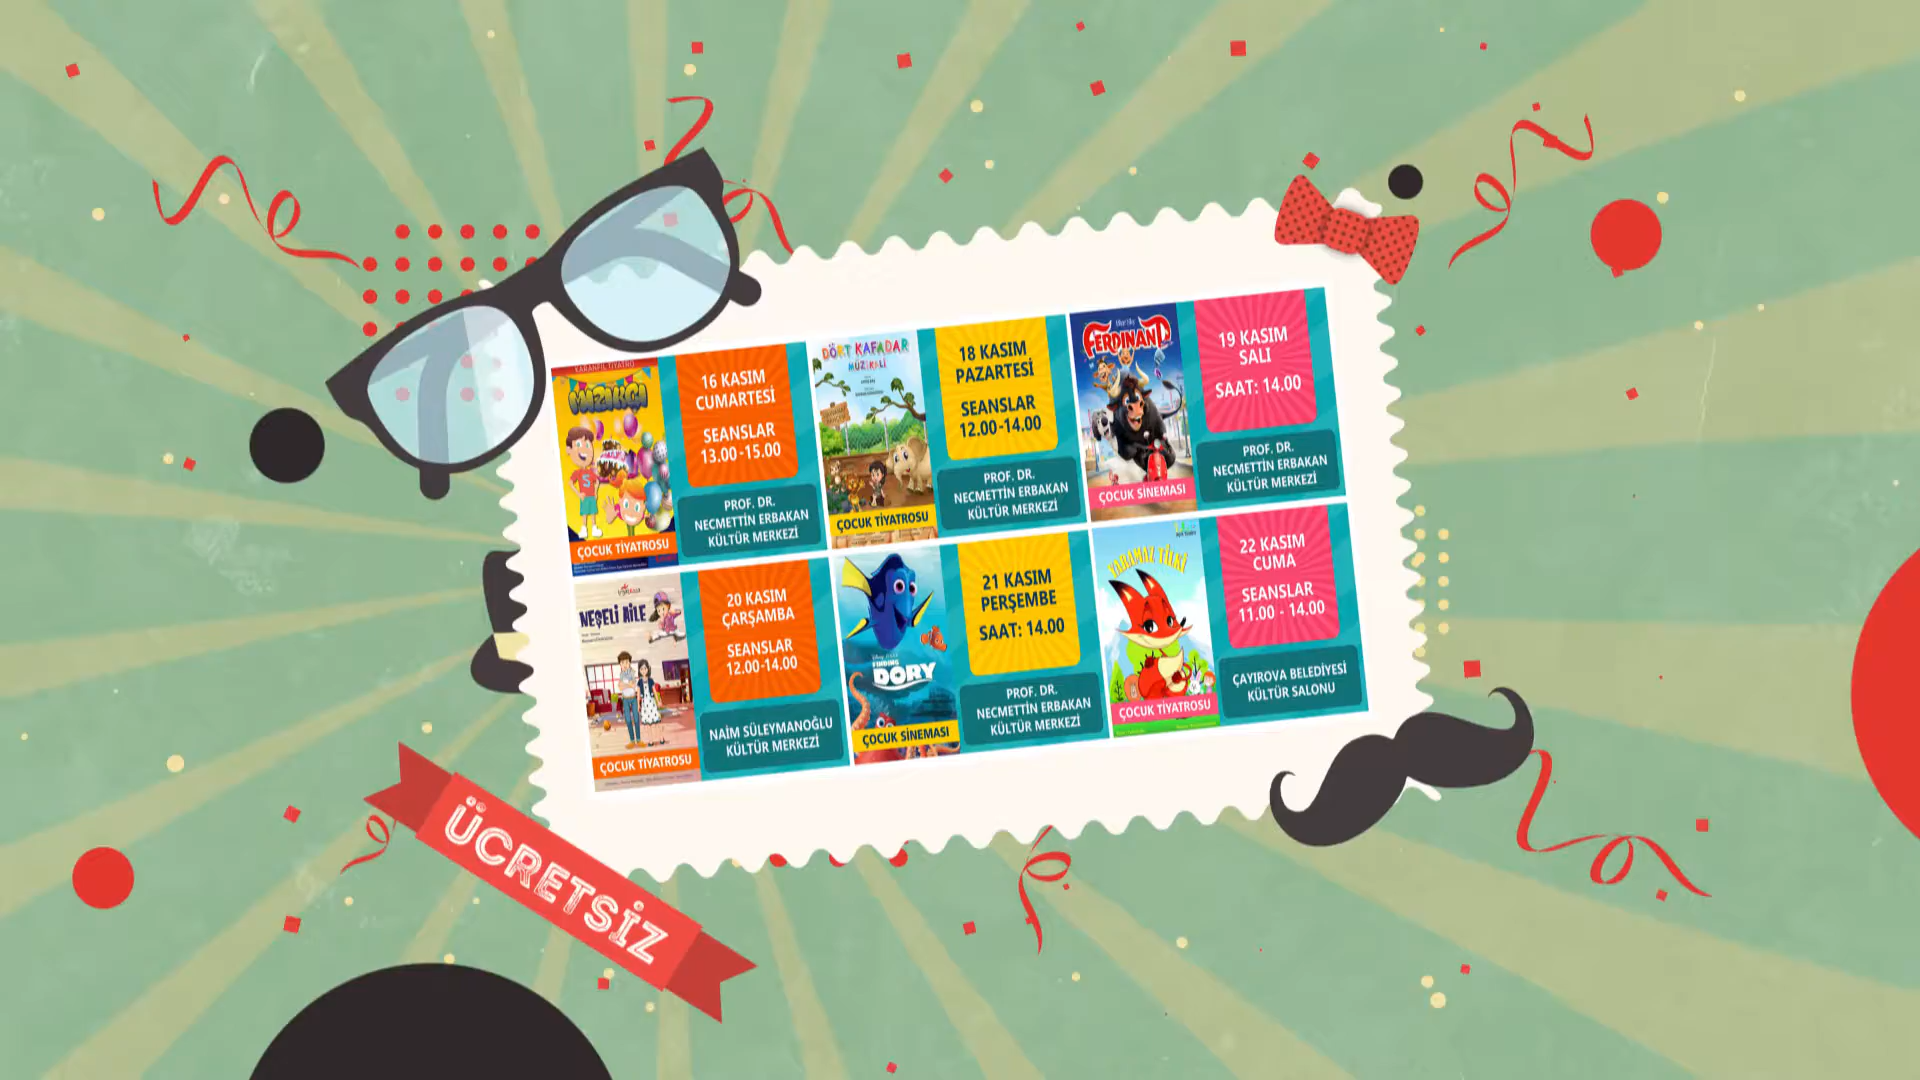 KARANFİL TİYATRO
MIZIKÇI
ÇOCUK TİYATROSU
16 KASIM
CUMARTESİ
SEANSLAR
13.00-15.00
PROF. DR.
NECMETTİN ERBAKAN
KÜLTÜR MERKEZİ
DÖRT KAFADAR
MÜZİKALİ
ÇOCUK TİYATROSU
18 KASIM
PAZARTESİ
SEANSLAR
12.00-14.00
PROF. DR.
NECMETTİN ERBAKAN
KÜLTÜR MERKEZİ
FERDINAND
ÇOCUK SİNEMASI
19 KASIM
SALI
SAAT: 14.00
PROF. DR.
NECMETTİN ERBAKAN
KÜLTÜR MERKEZİ
NEŞELİ AİLE
ÇOCUK TİYATROSU
20 KASIM
ÇARŞAMBA
SEANSLAR
12.00-14.00
NAİM SÜLEYMANOĞLU
KÜLTÜR MERKEZİ
FINDING
DORY
ÇOCUK SİNEMASI
21 KASIM
PERŞEMBE
SAAT: 14.00
PROF. DR.
NECMETTİN ERBAKAN
KÜLTÜR MERKEZİ
YARAMAZ TİLKİ
ÇOCUK TİYATROSU
22 KASIM
CUMA
SEANSLAR
11.00 - 14.00
ÇAYIROVA BELEDİYESİ
KÜLTÜR SALONU
ÜCRETSİZ